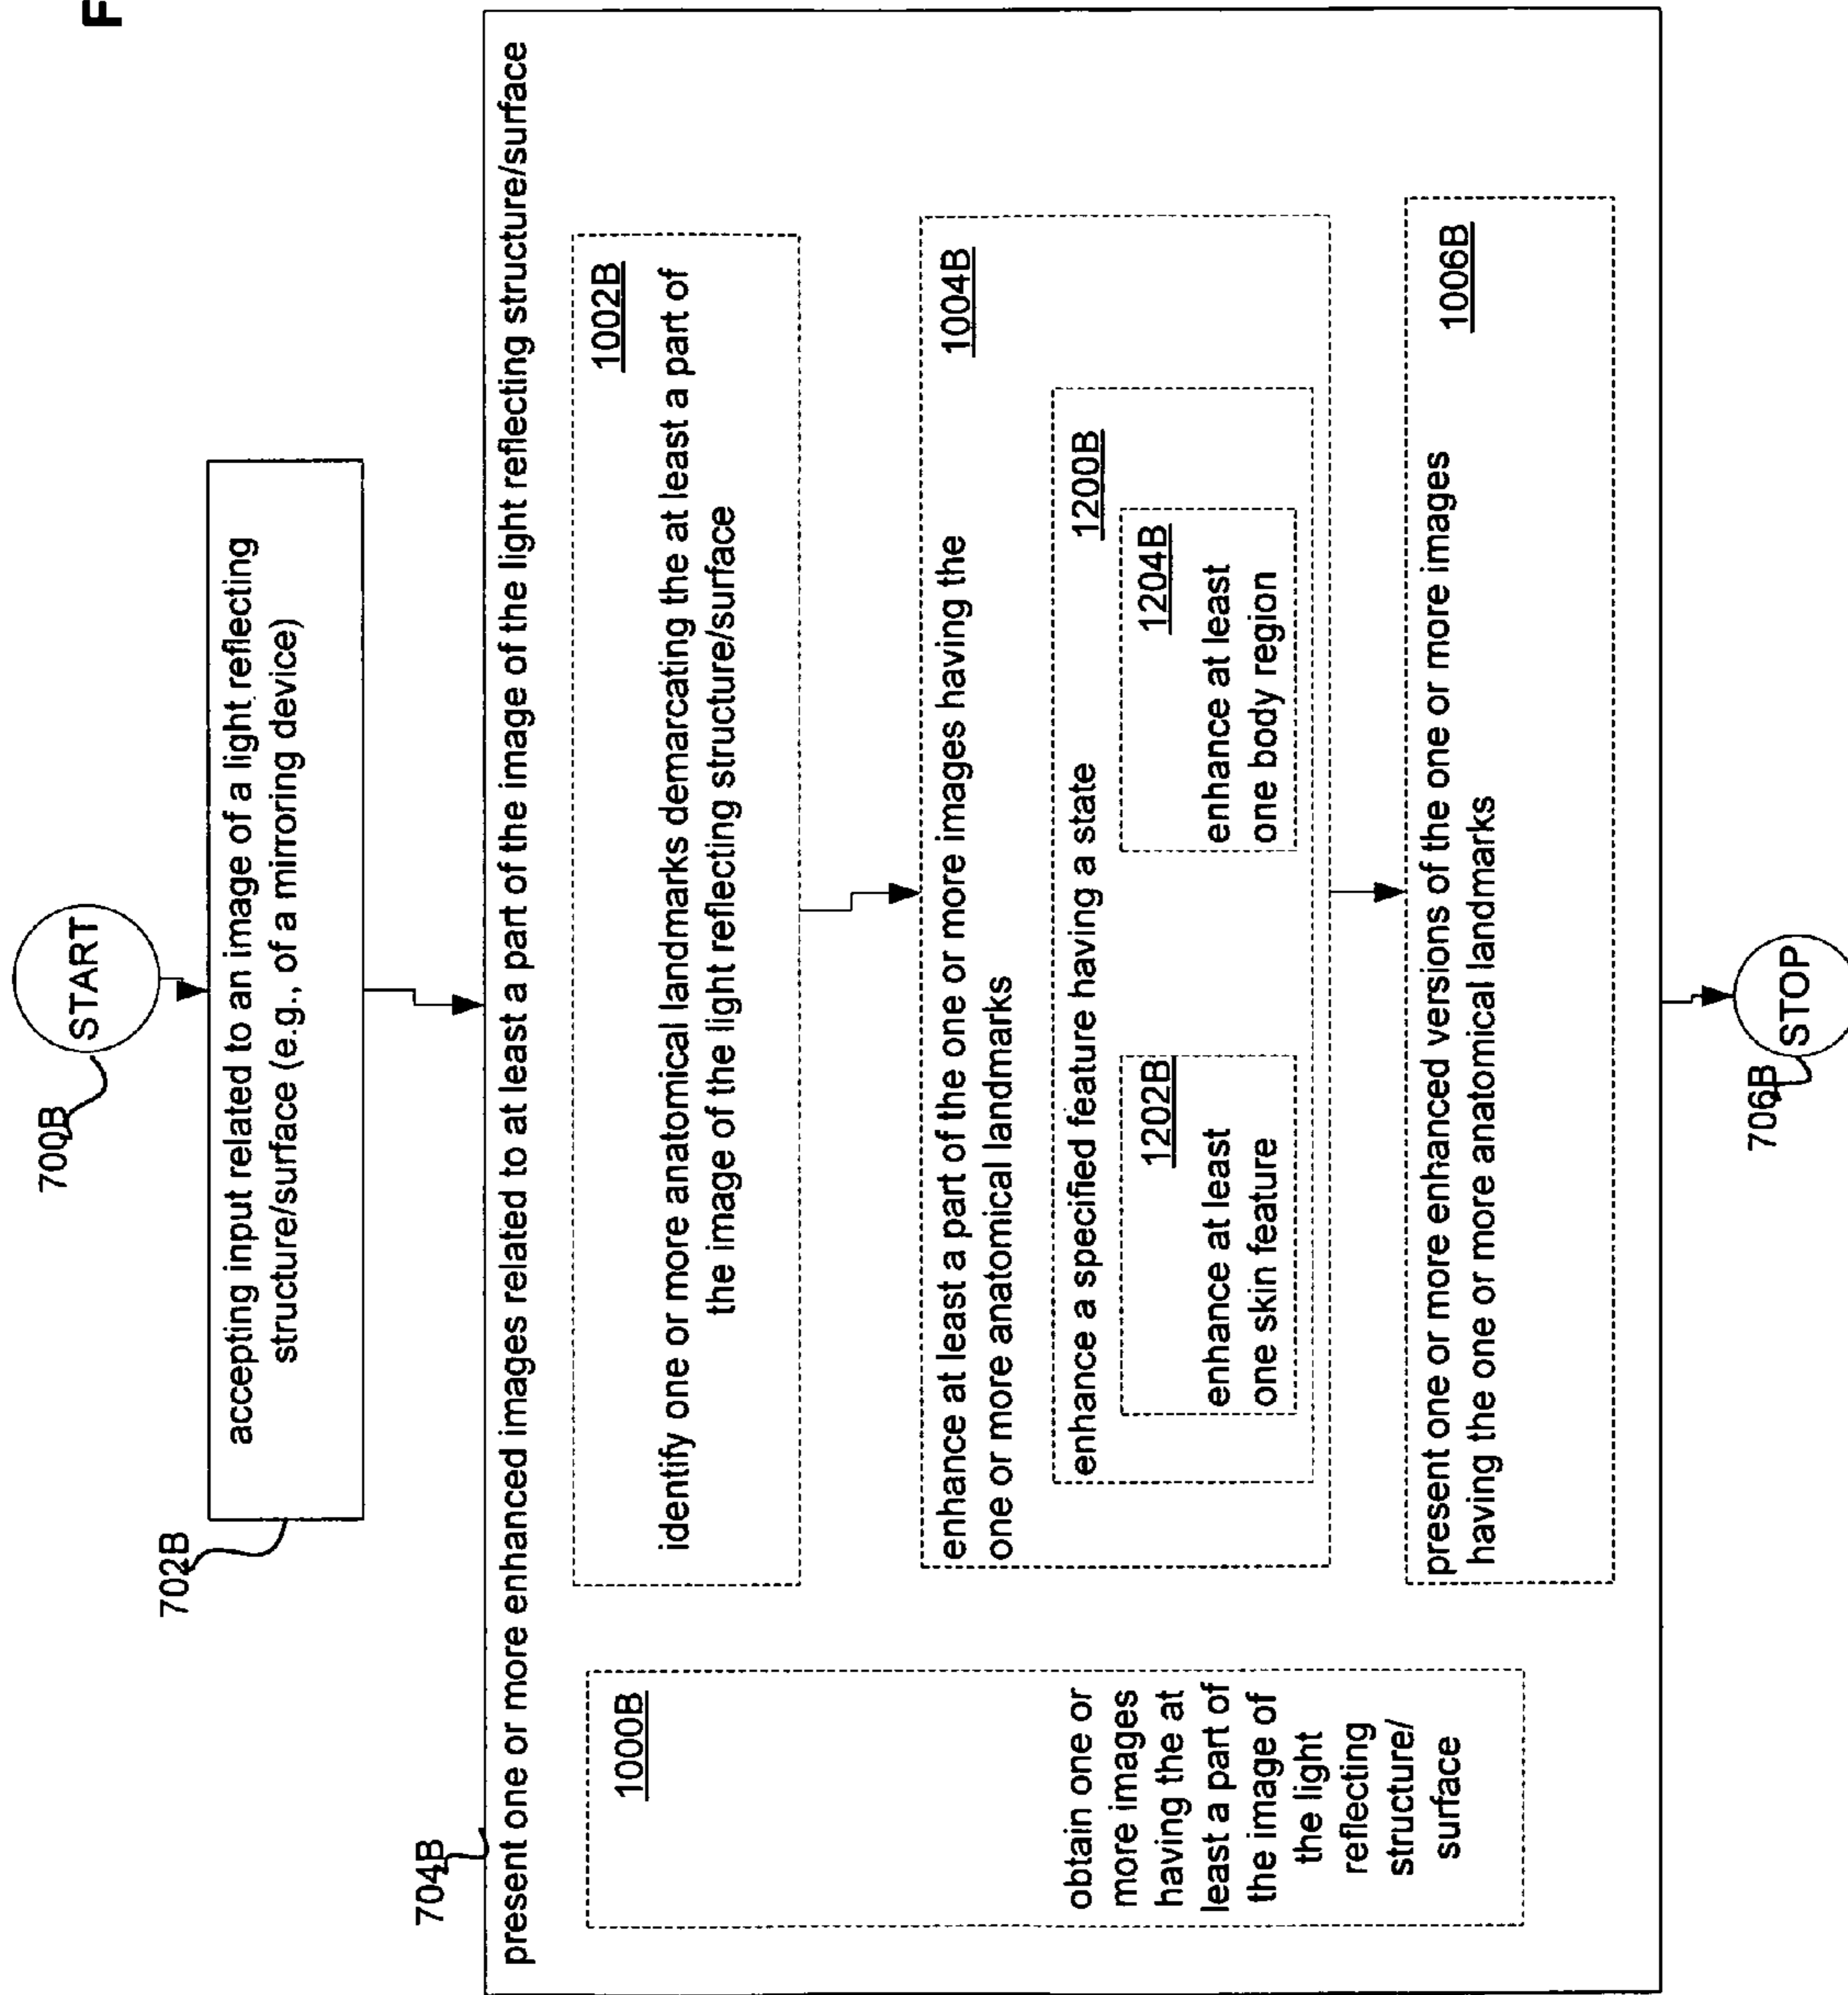 F
START
700B
accepting input related to an image of a light reflecting
structure/surface (e.g., of a mirroring device)
702B
present one or more enhanced images related to at least a part of the image of the light reflecting structure/surface
704B
1000B
obtain one or
more images
having the at
least a part of
the image of
the light
reflecting
structure/
surface
1002B
identify one or more anatomical landmarks demarcating the at least a part of
the image of the light reflecting structure/surface
enhance at least a part of the one or more images having the
one or more anatomical landmarks
1004B
enhance a specified feature having a state
1200B
1202B
enhance at least
one skin feature
1204B
enhance at least
one body region
present one or more enhanced versions of the one or more images
having the one or more anatomical landmarks
1006B
706B
STOP